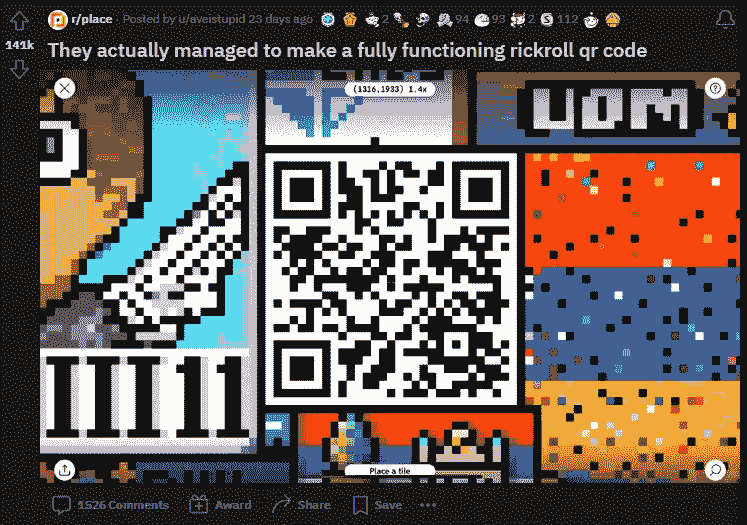 r/place · Posted by u/aveistupid 23 days ago 2 94 93 2 S 112
141k
They actually managed to make a fully functioning rickroll qr code
(1316,1933) 1.4x
UOM
Place a tile
1526 Comments Award Share Save